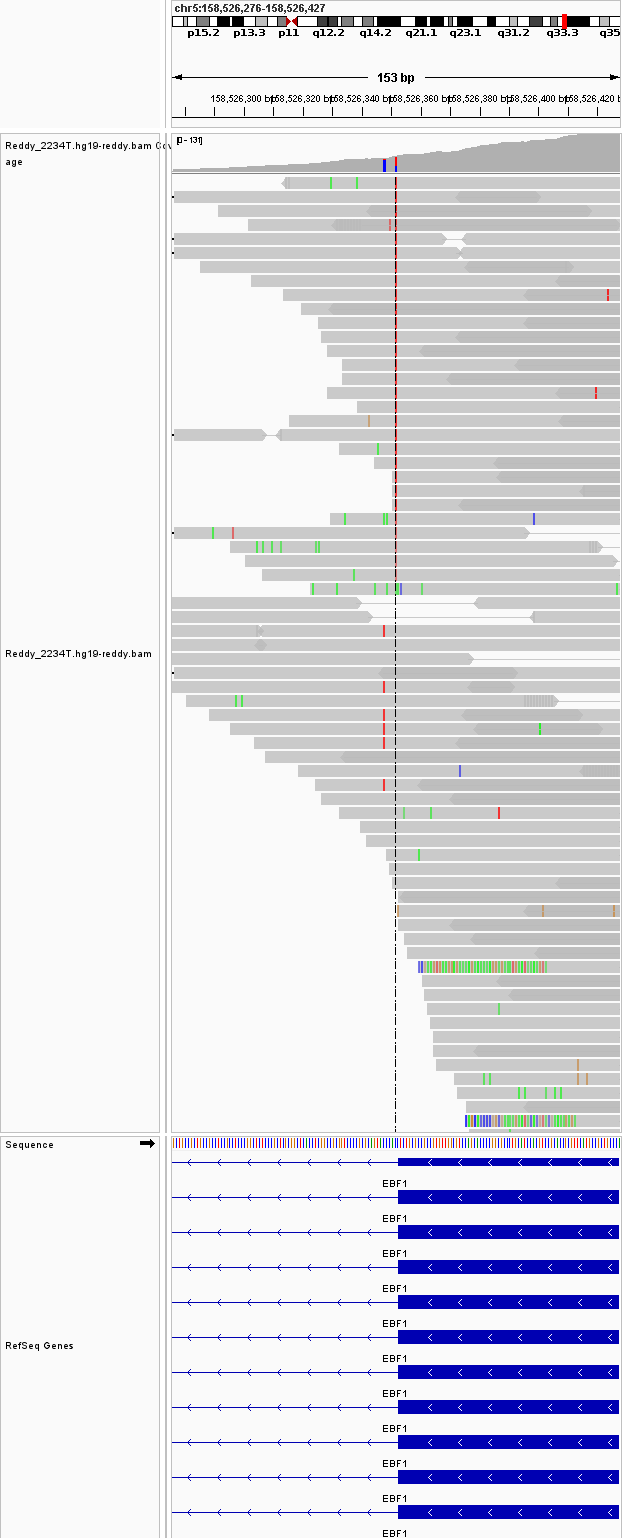 chr5:158,526,276-158,526,427
p15.2 p13.3 p11 q12.2 q14.2 q21.1 q23.1 q31.2 q33.3 q35
153 bp
158,526,300 bp 158,526,320 bp 158,526,340 bp 158,526,360 bp 158,526,380 bp 158,526,400 bp 158,526,420 b
Reddy_2234T.hg19-reddy.bam Cov
age
[0 - 131]
Reddy_2234T.hg19-reddy.bam
Sequence
EBF1
EBF1
EBF1
EBF1
EBF1
RefSeq Genes
EBF1
EBF1
EBF1
EBF1
EBF1
EBF1